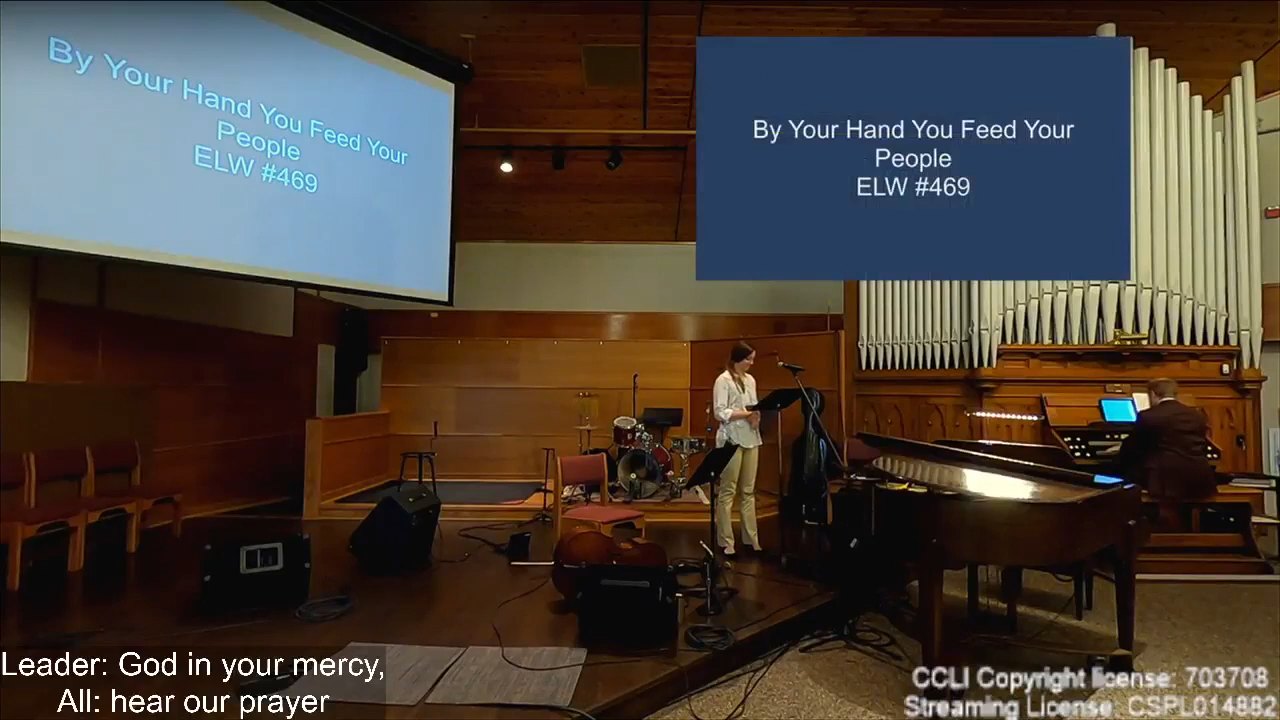 By Your Hand You Feed Your
People
ELW #469
By Your Hand You Feed Your
People
ELW #469
Leader: God in your mercy,
All: hear our prayer
CCLI Copyright license: 703708
Streaming License, CSPL014882